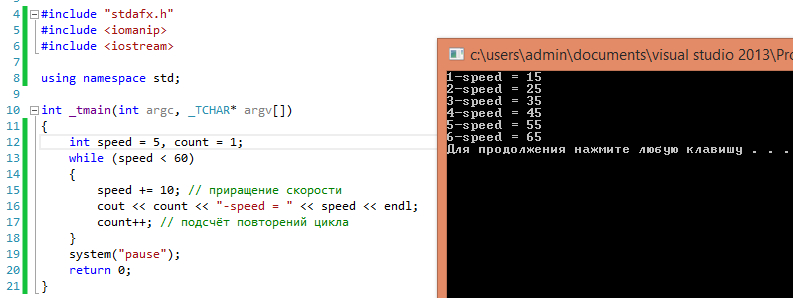 4 #include "stdafx.h"
5 #include <iomanip>
6 #include <iostream>
7
8 using namespace std;
9
10 int _tmain(int argc, _TCHAR* argv[])
11 {
12 int speed = 5, count = 1;
13 while (speed < 60)
14 {
15 speed += 10; // приращение скорости
16 cout << count << "-speed = " << speed << endl;
17 count++; // подсчёт повторений цикла
18 }
19 system("pause");
20 return 0;
21 }
c:\users\admin\documents\visual studio 2013\Pro
1-speed = 15
2-speed = 25
3-speed = 35
4-speed = 45
5-speed = 55
6-speed = 65
Для продолжения нажмите любую клавишу . . .